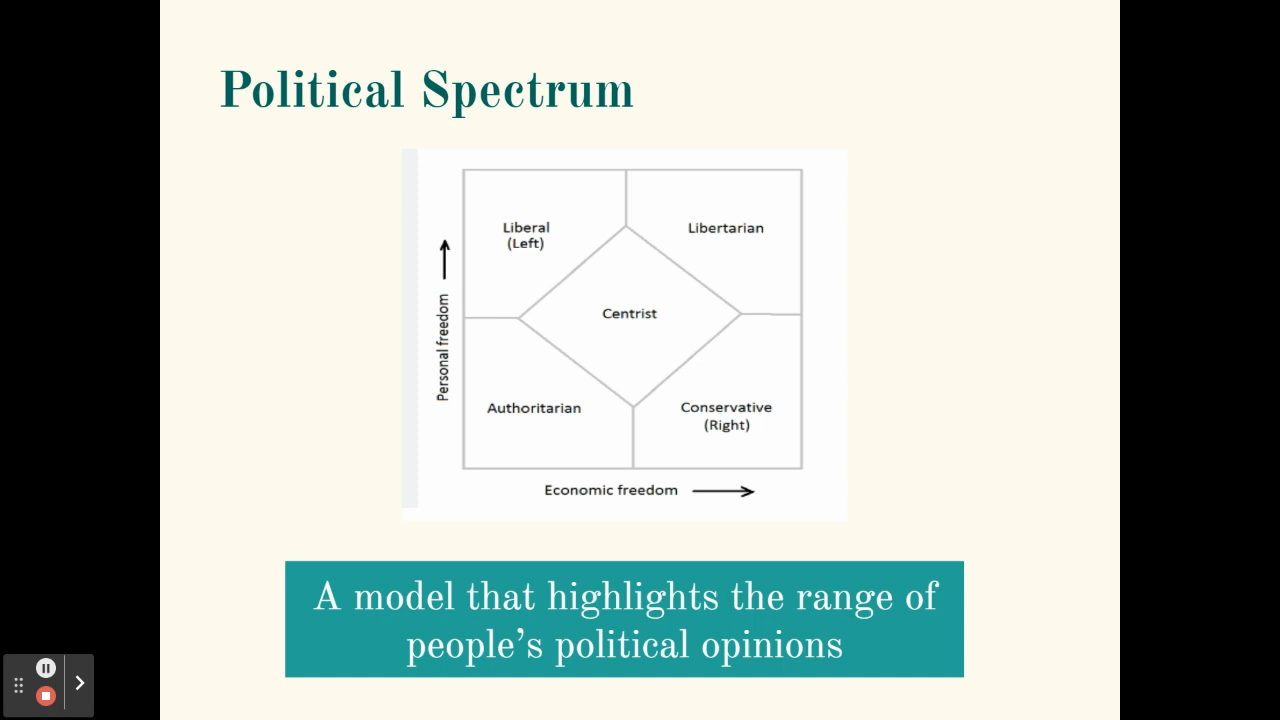 Political Spectrum
Liberal
(Left)
Libertarian
Centrist
Personal freedom
Authoritarian
Conservative
(Right)
Economic freedom
A model that highlights the range of
people’s political opinions